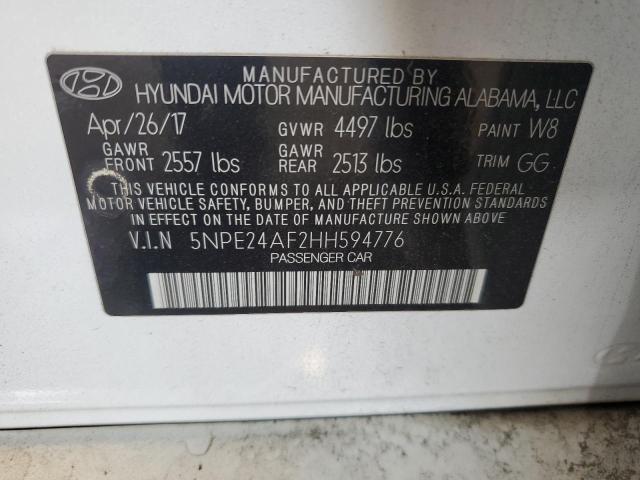 MANUFACTURED BY
HYUNDAI MOTOR MANUFACTURING ALABAMA, LLC
Apr/26/17 GVWR 4497 lbs PAINT W8
GAWR FRONT 2557 lbs GAWR REAR 2513 lbs TRIM GG
THIS VEHICLE CONFORMS TO ALL APPLICABLE U.S.A. FEDERAL
MOTOR VEHICLE SAFETY, BUMPER, AND THEFT PREVENTION STANDARDS
IN EFFECT ON THE DATE OF MANUFACTURE SHOWN ABOVE.
V.I.N 5NPE24AF2HH594776
PASSENGER CAR